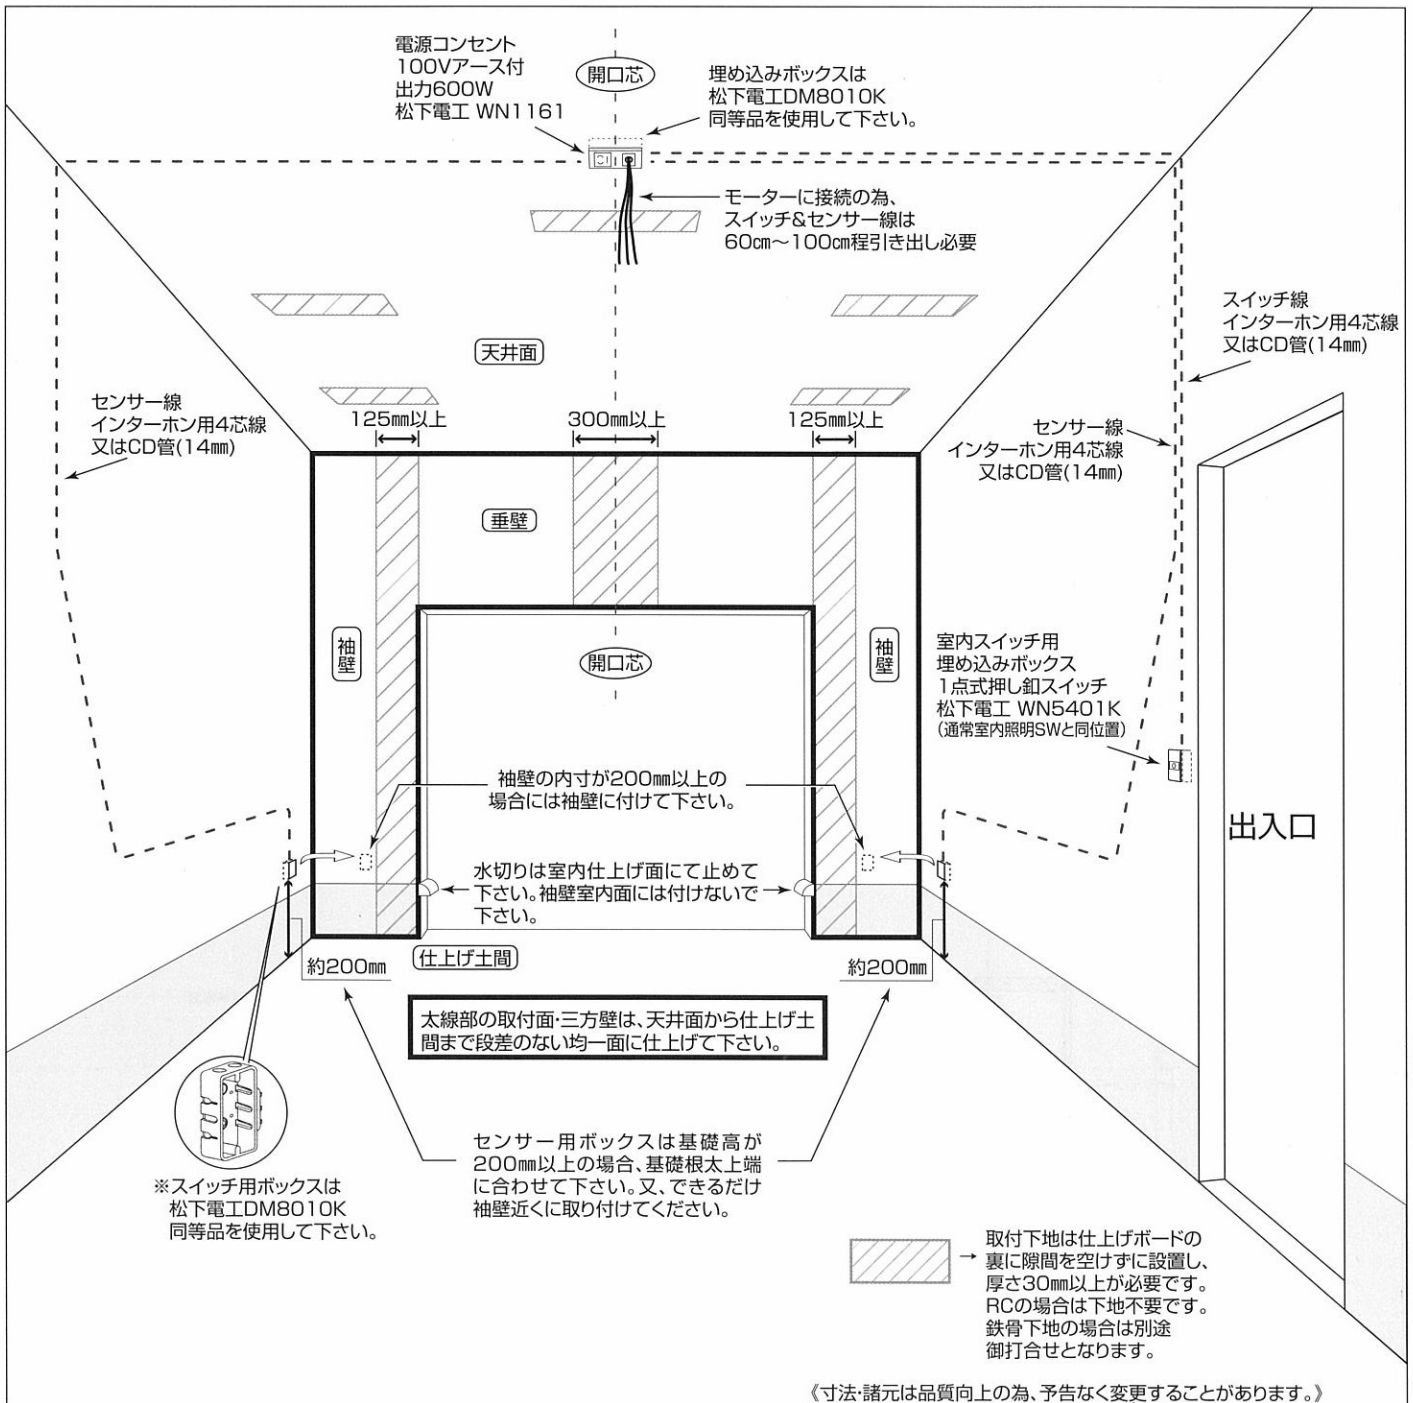 電源コンセント
100Vアース付
出力600W
松下電工 WN1161
開口芯
埋め込みボックスは
松下電工DM8010K
同等品を使用して下さい。
モーターに接続の為、
スイッチ&センサー線は
60cm～100cm程引き出し必要
スイッチ線
インターホン用4芯線
又はCD管(14mm)
天井面
センサー線
インターホン用4芯線
又はCD管(14mm)
125mm以上
300mm以上
125mm以上
センサー線
インターホン用4芯線
又はCD管(14mm)
垂壁
袖壁
開口芯
袖壁
室内スイッチ用
埋め込みボックス
1点式押し釦スイッチ
松下電工 WN5401K
(通常室内照明SWと同位置)
袖壁の内寸が200mm以上の
場合には袖壁に付けて下さい。
出入口
水切りは室内仕上げ面にて止めて
下さい。袖壁室内面には付けないで
下さい。
仕上げ土間
約200mm
約200mm
太線部の取付面・三方壁は、天井面から仕上げ土
間まで段差のない均一面に仕上げて下さい。
センサー用ボックスは基礎高が
200mm以上の場合、基礎根太上端
に合わせて下さい。又、できるだけ
袖壁近くに取り付けてください。
※スイッチ用ボックスは
松下電工DM8010K
同等品を使用して下さい。
取付下地は仕上げボードの
裏に隙間を空けずに設置し、
厚さ30mm以上が必要です。
RCの場合は下地不要です。
鉄骨下地の場合は別途
御打合せとなります。
《寸法・諸元は品質向上の為、予告なく変更することがあります。》